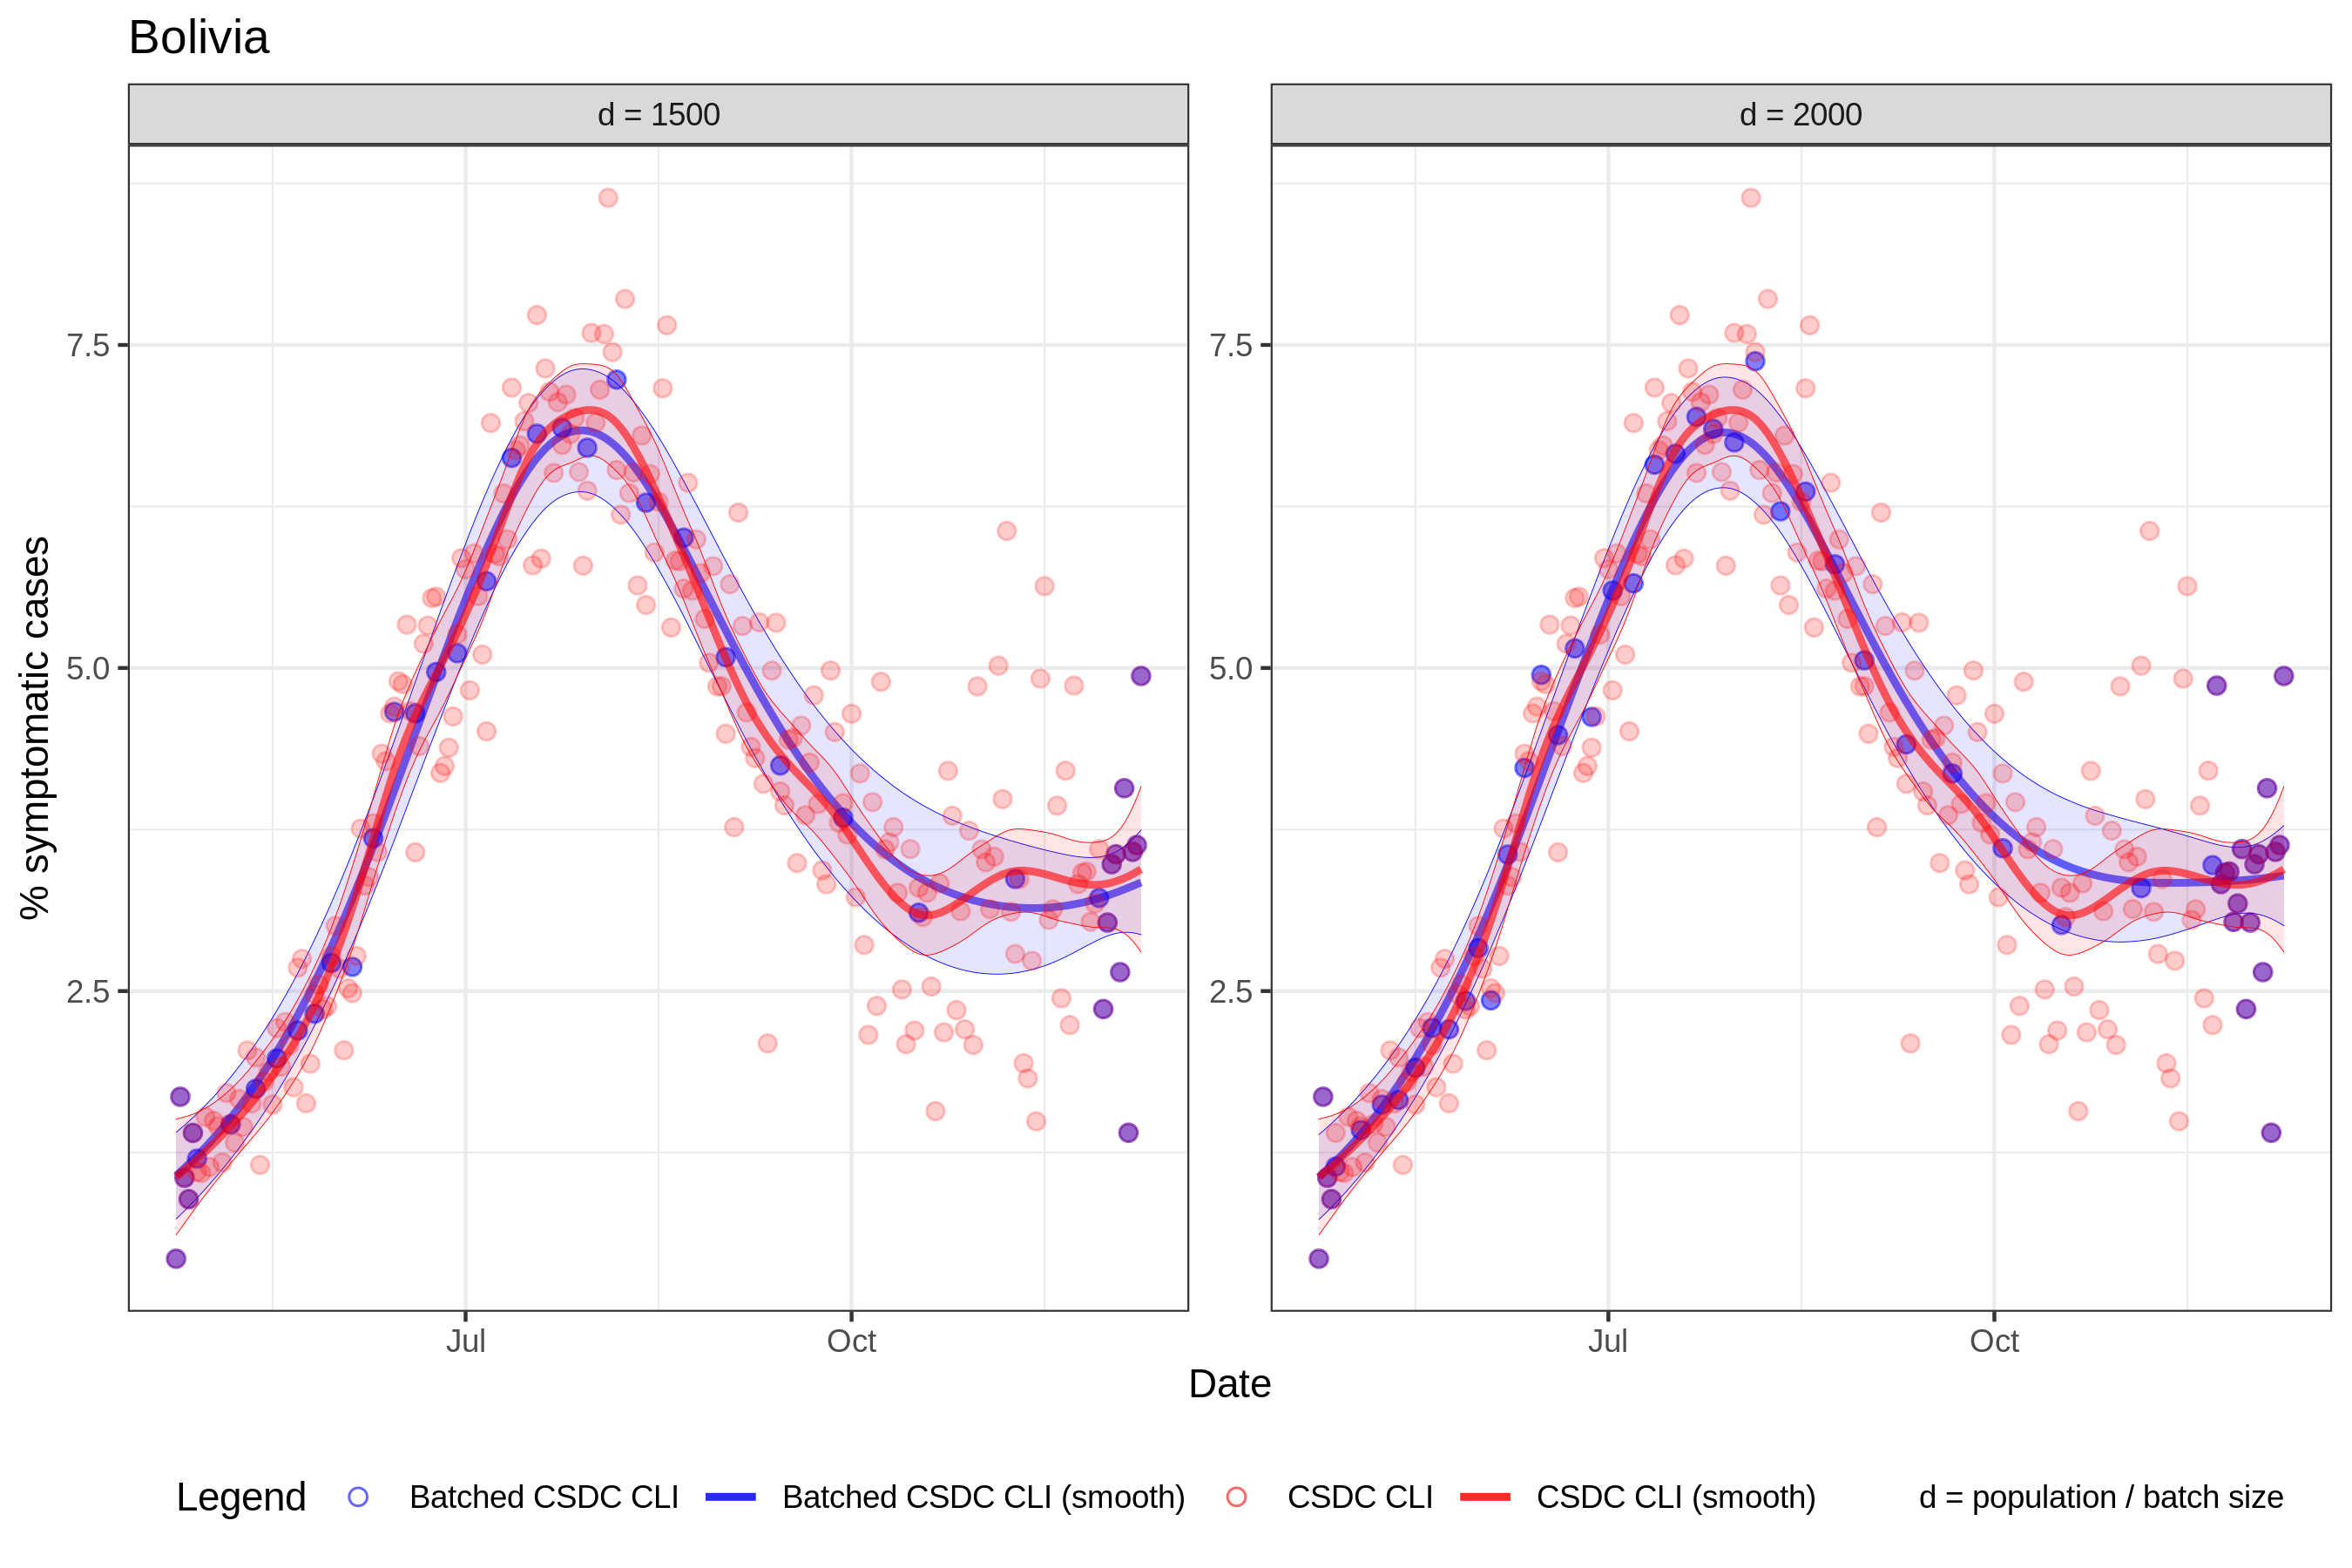 Bolivia
d = 1500
d = 2000
% symptomatic cases
7.5
5.0
2.5
7.5
5.0
2.5
Jul
Oct
Jul
Oct
Date
Legend
Batched CSDC CLI
Batched CSDC CLI (smooth)
CSDC CLI
CSDC CLI (smooth)
d = population / batch size